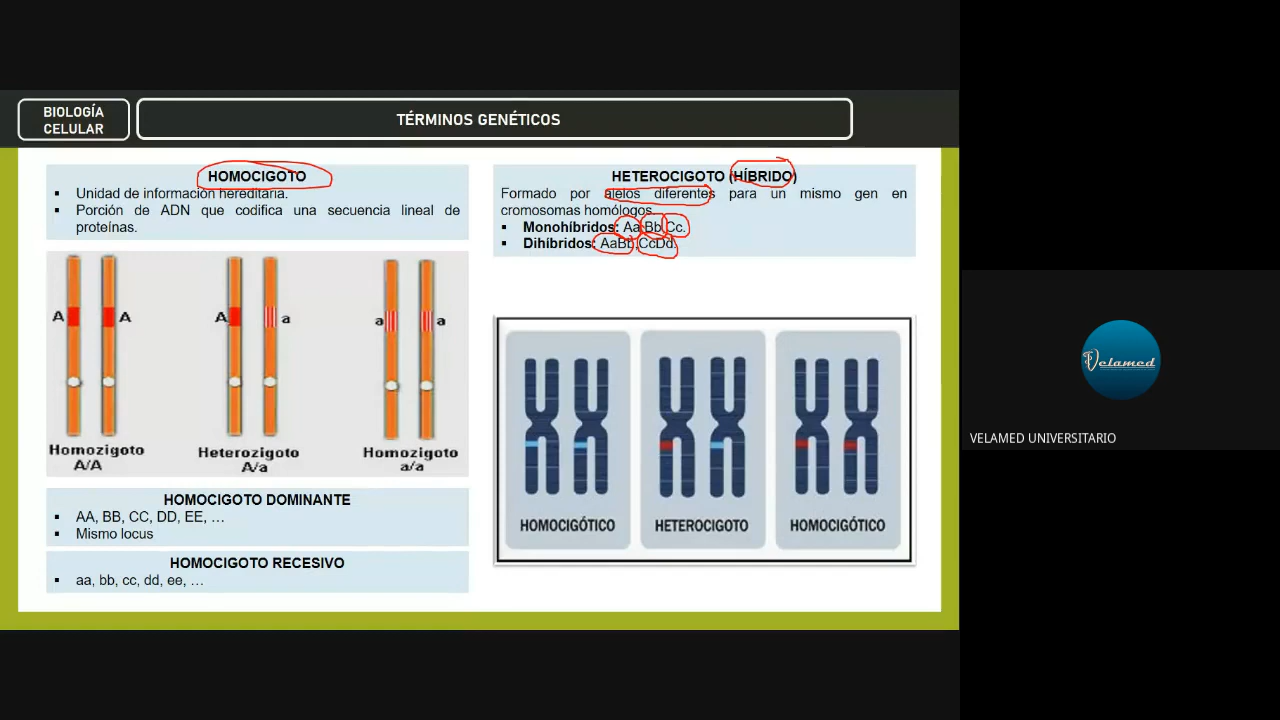 BIOLOGÍA
CELULAR
TÉRMINOS GENÉTICOS
HOMOCIGOTO
▪ Unidad de información hereditaria.
▪ Porción de ADN que codifica una secuencia lineal de
proteínas.
A A
A a
a a
Homozigoto
A/A
Heterozigoto
A/a
Homozigoto
a/a
HOMOCIGOTO DOMINANTE
▪ AA, BB, CC, DD, EE, …
▪ Mismo locus
HOMOCIGOTO RECESIVO
▪ aa, bb, cc, dd, ee, …
HETEROCIGOTO (HÍBRIDO)
Formado por alelos diferentes para un mismo gen en
cromosomas homólogos.
▪ Monohíbridos: Aa,Bb,Cc.
▪ Dihíbridos: AaBb,CcDd.
HOMOCIGÓTICO
HETEROCIGOTO
HOMOCIGÓTICO
Velamed
VELAMED UNIVERSITARIO